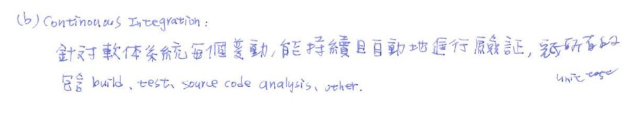 (b) Continuous Integration:
針對軟体系統每個變動,能持續且自動地進行驗証,
包含 build、test、source code analysis、other.
unit test